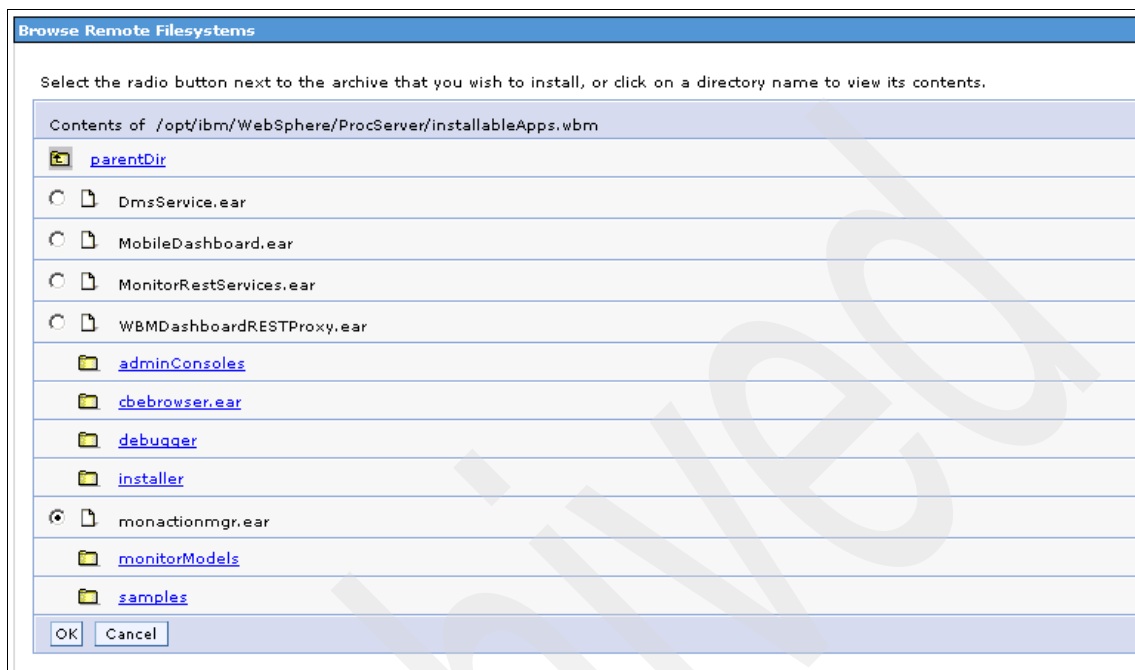 Browse Remote Filesystems
Select the radio button next to the archive that you wish to install, or click on a directory name to view its contents.
Contents of /opt/ibm/WebSphere/ProcServer/installableApps.wbm
parentDir
DmsService.ear
MobileDashboard.ear
MonitorRestServices.ear
WBMDashboardRESTProxy.ear
adminConsoles
cbebrowser.ear
debugger
installer
monactionmgr.ear
monitorModels
samples
OK Cancel
hived